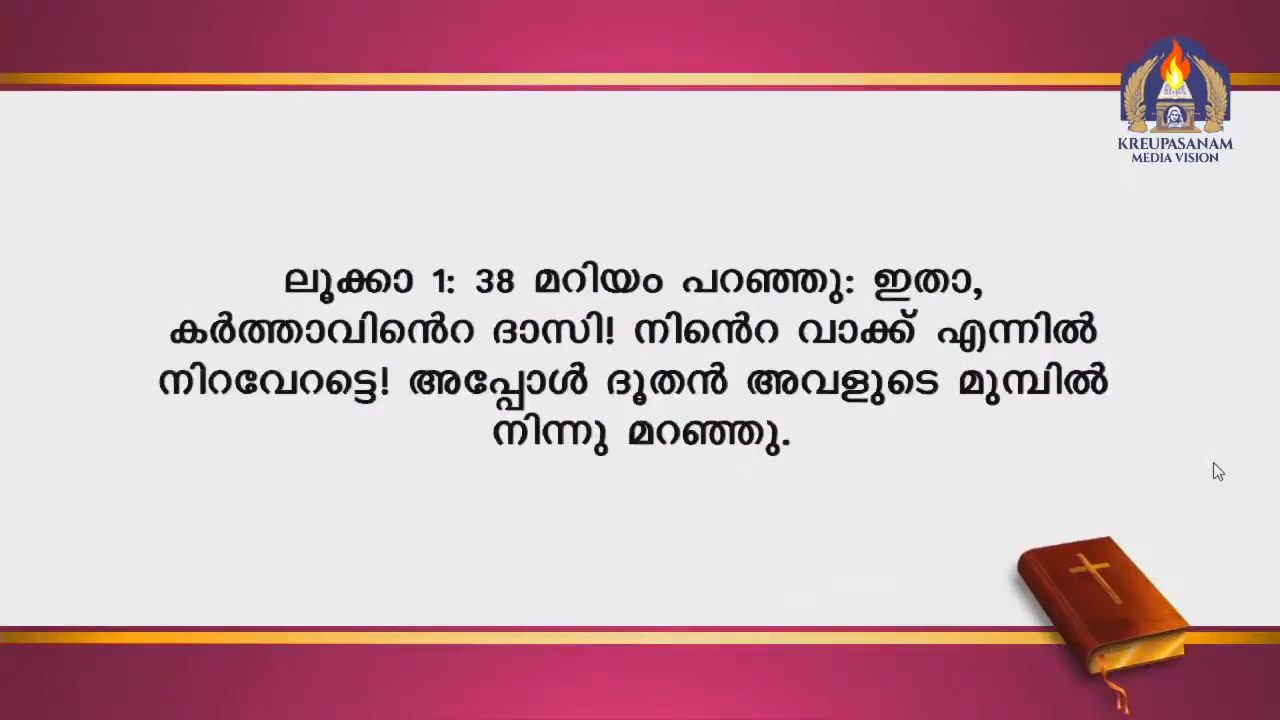 KREUPASANAM
MEDIA VISION
ലൂക്കാ 1: 38 മറിയം പറഞ്ഞു: ഇതാ,
കർത്താവിൻെറ ദാസി! നിൻെറ വാക്ക് എന്നിൽ
നിറവേറട്ടെ! അപ്പോൾ ദൂതൻ അവളുടെ മുമ്പിൽ
നിന്നു മറഞ്ഞു.